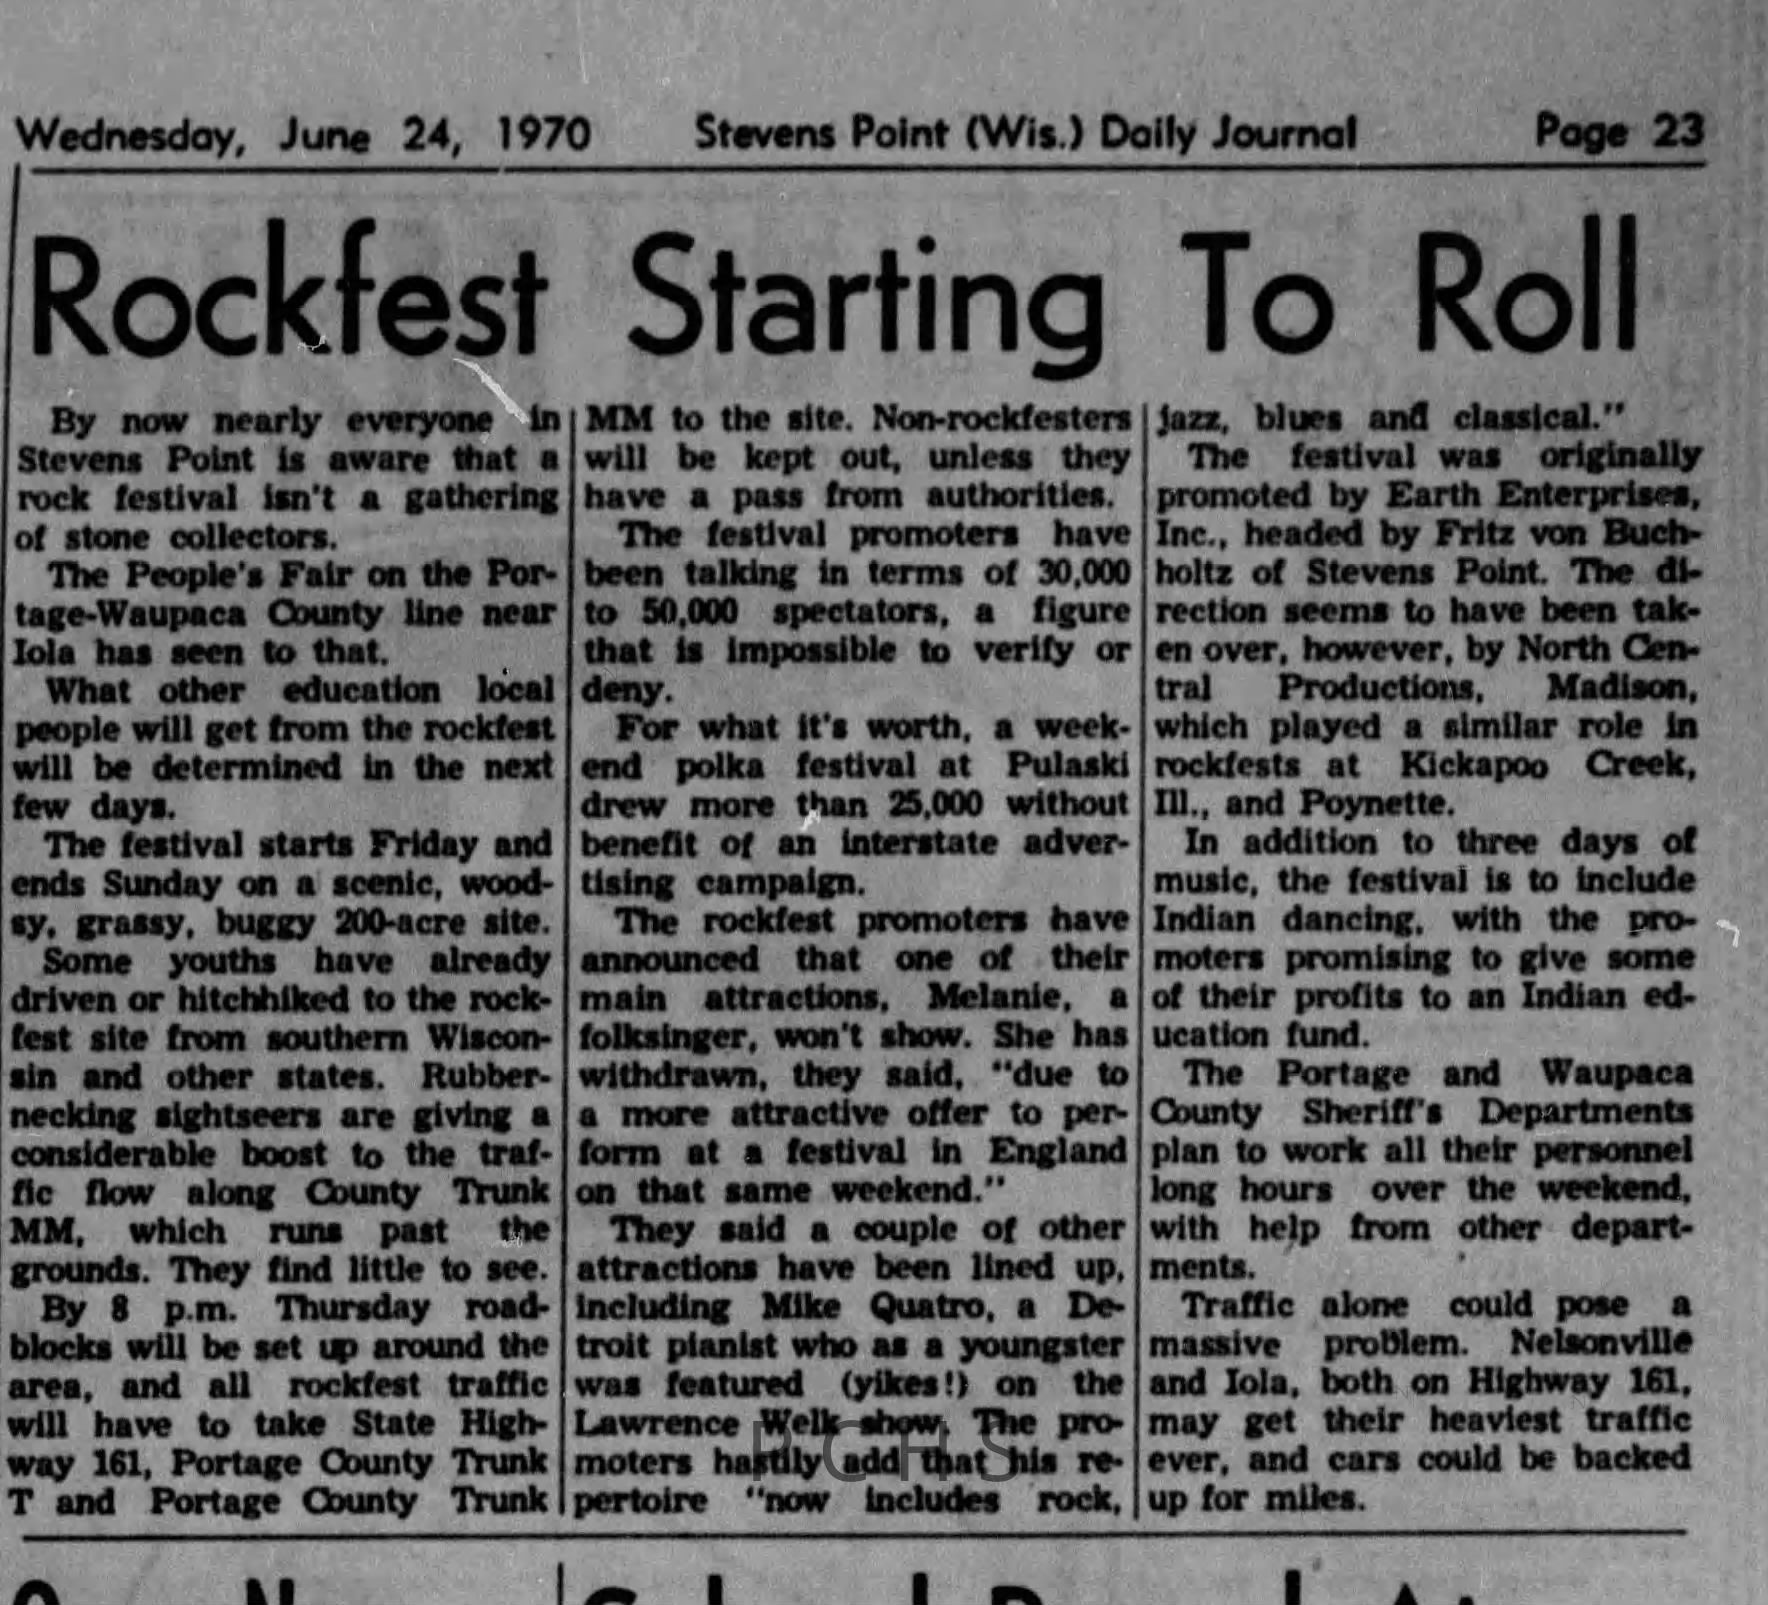 Wednesday, June 24, 1970 Stevens Point (Wis.) Daily Journal Page 23
Rockfest Starting To Roll
By now nearly everyone in
Stevens Point is aware that a
rock festival isn't a gathering
of stone collectors.
The People's Fair on the Por-
tage-Waupaca County line near
Iola has seen to that.
What other education local
people will get from the rockfest
will be determined in the next
few days.
The festival starts Friday and
ends Sunday on a scenic, wood-
sy, grassy, buggy 200-acre site.
Some youths have already
driven or hitchhiked to the rock-
fest site from southern Wiscon-
sin and other states. Rubber-
necking sightseers are giving a
considerable boost to the traf-
fic flow along County Trunk
MM, which runs past the
grounds. They find little to see.
By 8 p.m. Thursday road-
blocks will be set up around the
area, and all rockfest traffic
will have to take State High-
way 161, Portage County Trunk
T and Portage County Trunk
MM to the site. Non-rockfesters
will be kept out, unless they
have a pass from authorities.
The festival promoters have
been talking in terms of 30,000
to 50,000 spectators, a figure
that is impossible to verify or
deny.
For what it's worth, a week-
end polka festival at Pulaski
drew more than 25,000 without
benefit of an interstate adver-
tising campaign.
The rockfest promoters have
announced that one of their
main attractions, Melanie, a
folksinger, won't show. She has
withdrawn, they said, "due to
a more attractive offer to per-
form at a festival in England
on that same weekend."
They said a couple of other
attractions have been lined up,
including Mike Quatro, a De-
troit pianist who as a youngster
was featured (yikes!) on the
Lawrence Welk show. The pro-
moters hastily add that his re-
pertoire "now includes rock,
jazz, blues and classical."
The festival was originally
promoted by Earth Enterprises,
Inc., headed by Fritz von Buch-
holtz of Stevens Point. The di-
rection seems to have been tak-
en over, however, by North Cen-
tral Productions, Madison,
which played a similar role in
rockfests at Kickapoo Creek,
Ill., and Poynette.
In addition to three days of
music, the festival is to include
Indian dancing, with the pro-
moters promising to give some
of their profits to an Indian ed-
ucation fund.
The Portage and Waupaca
County Sheriff's Departments
plan to work all their personnel
long hours over the weekend,
with help from other depart-
ments.
Traffic alone could pose a
massive problem. Nelsonville
and Iola, both on Highway 161,
may get their heaviest traffic
ever, and cars could be backed
up for miles.
PCHS